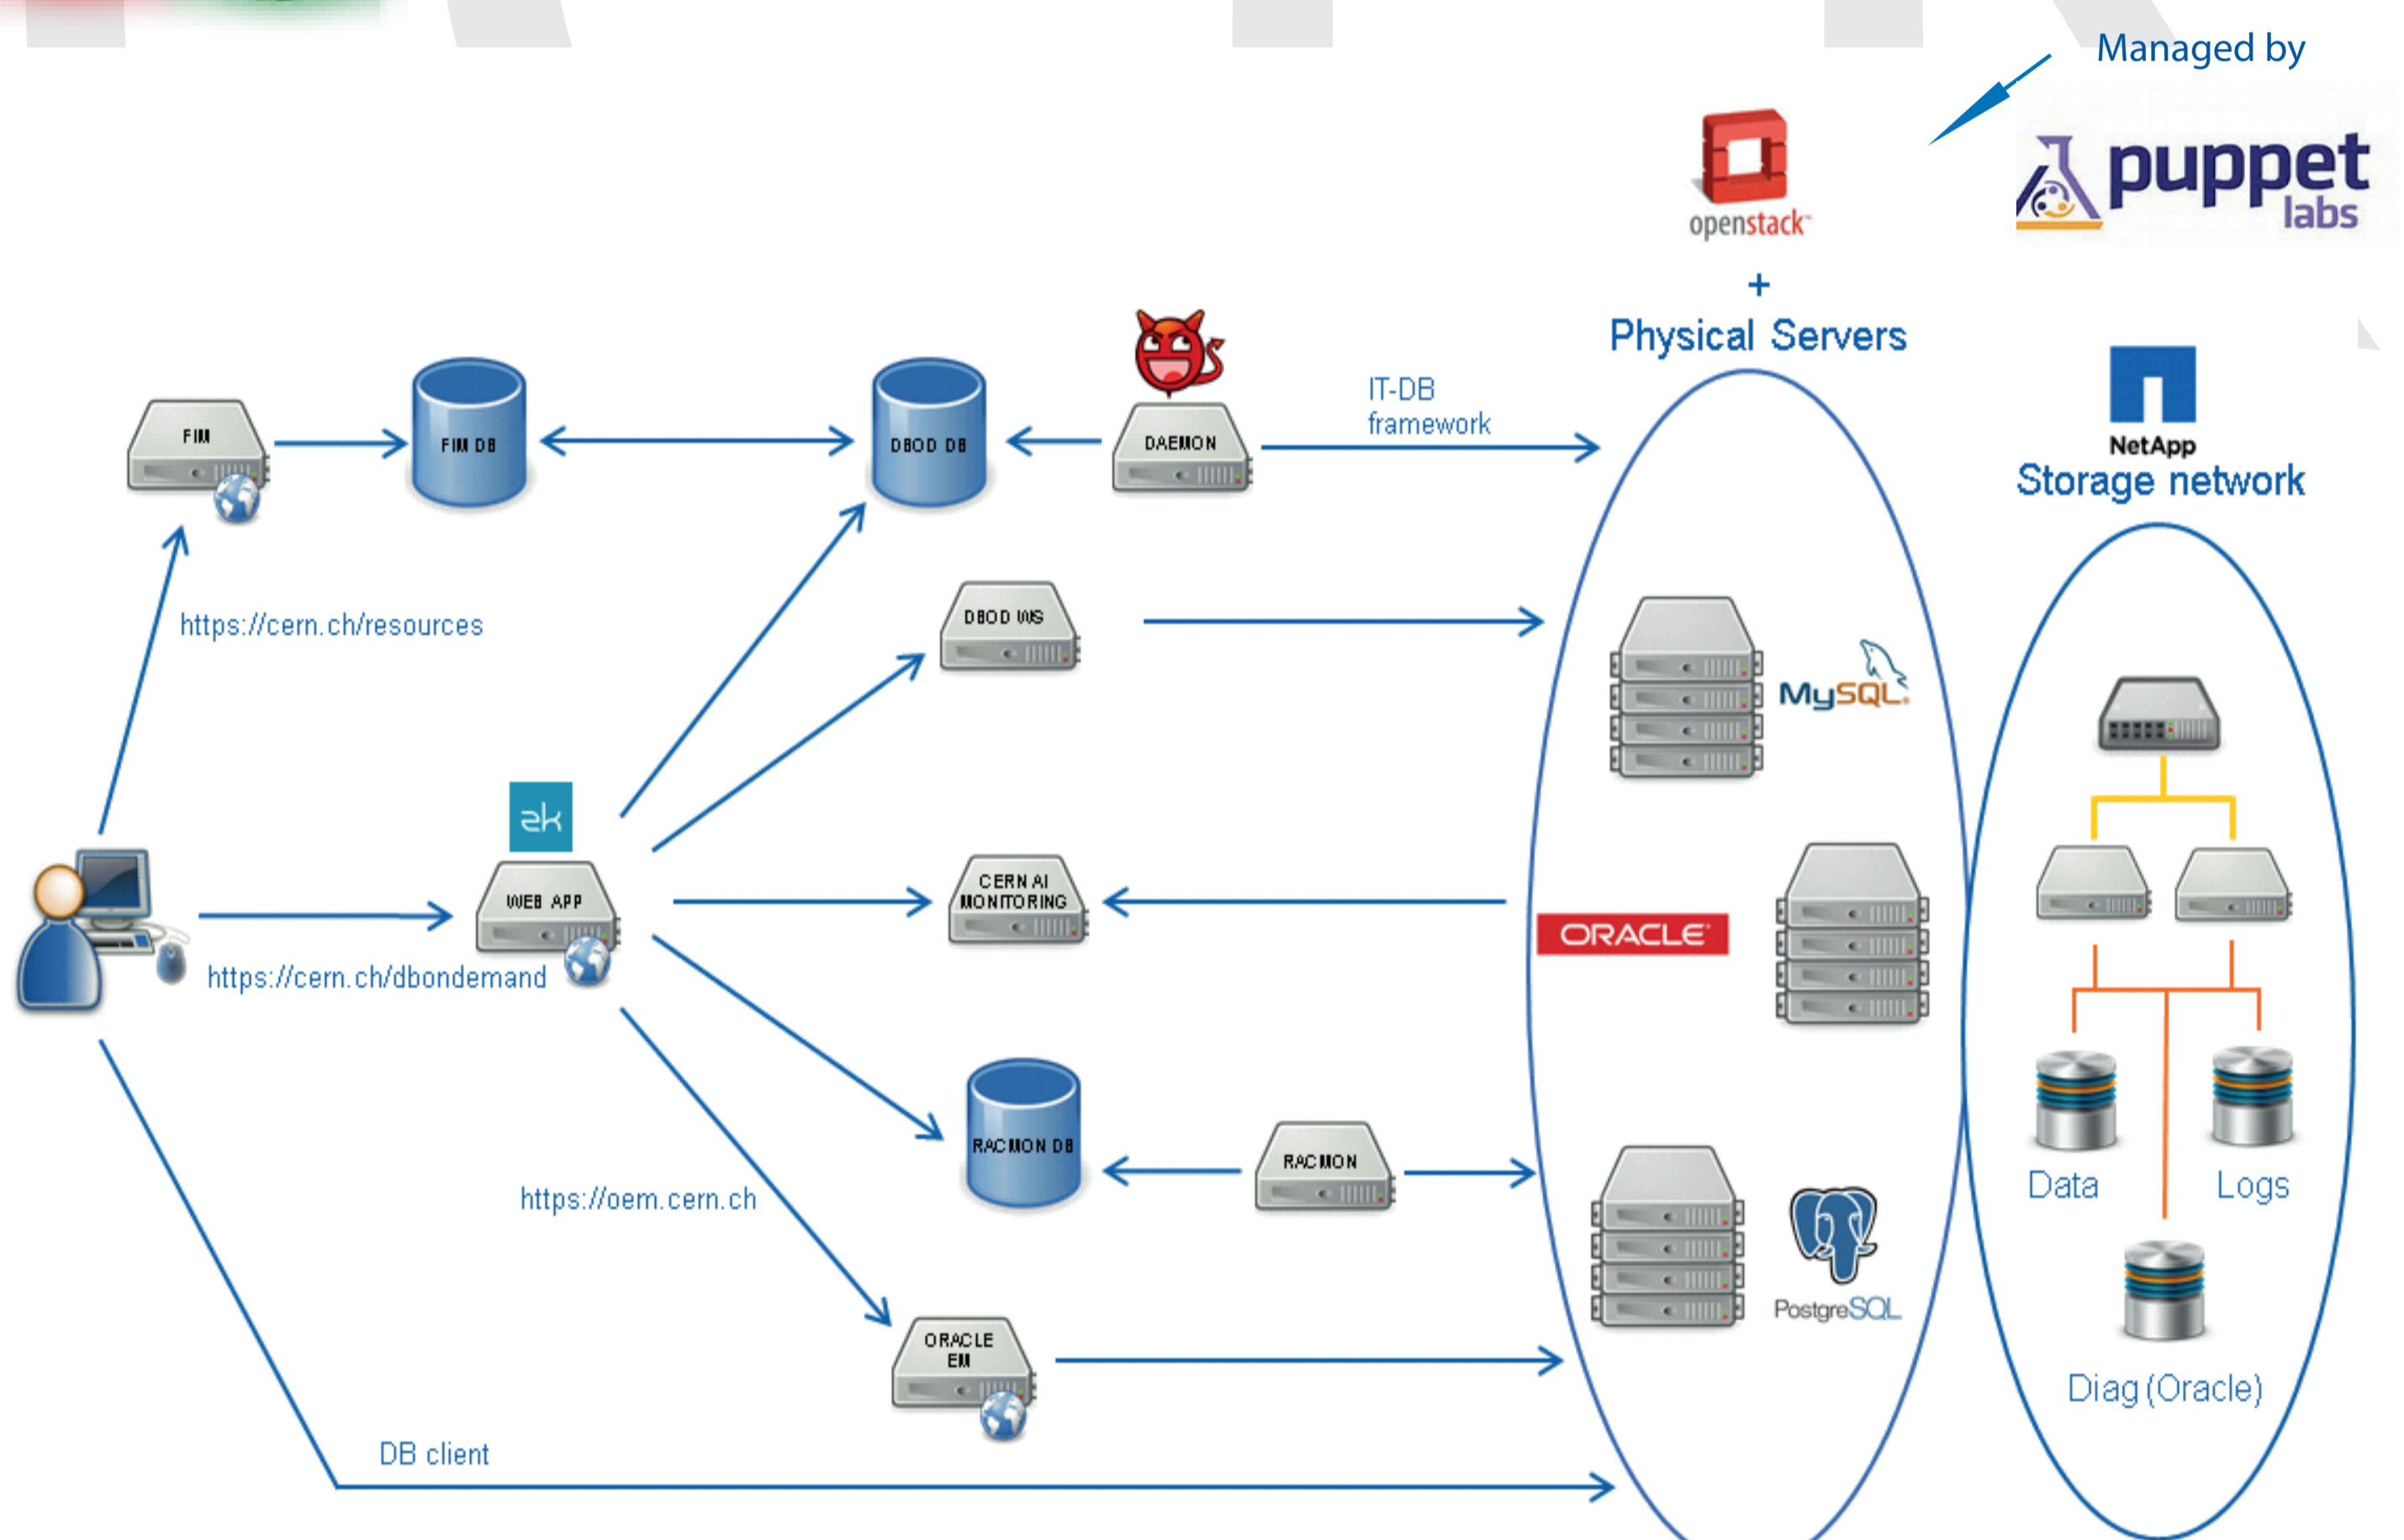 Managed by
puppet
labs
openstack
+
Physical Servers
IT-DB
framework
NetApp
Storage network
FIM
FIM DB
DBOD DB
DAEMON
https://cern.ch/resources
DBOD WS
MySQL
zk
WEB APP
https://cern.ch/dbondemand
CERN AI
MONITORING
ORACLE
RACMON DB
RACMON
https://oem.cern.ch
Data
Logs
PostgreSQL
ORACLE
EM
Diag (Oracle)
DB client